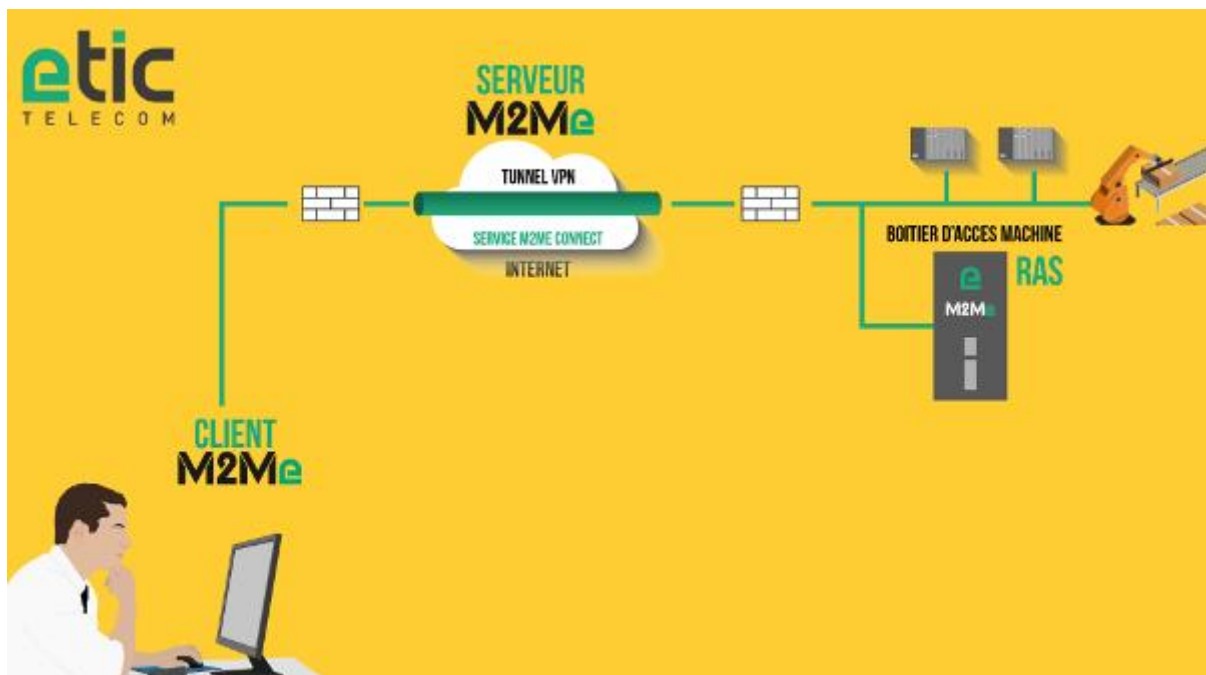 etic
TELECOM
SERVEUR
M2Me
TUNNEL VPN
SERVICE M2ME CONNECT
INTERNET
BOITIER D'ACCES MACHINE
RAS
e
M2Me
CLIENT
M2Me